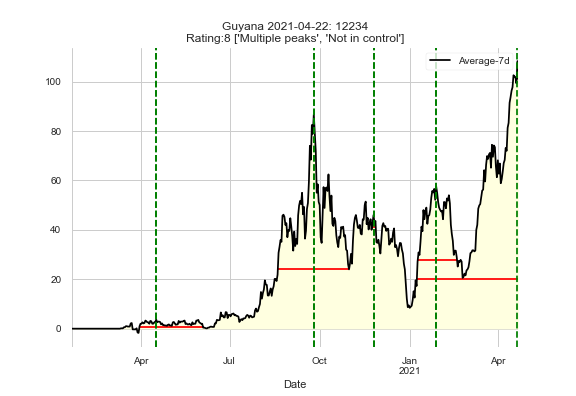 Guyana 2021-04-22: 12234
Rating:8 ['Multiple peaks', 'Not in control']
Average-7d
100
80
60
40
20
0
Apr Jul Oct Jan Apr
2021
Date